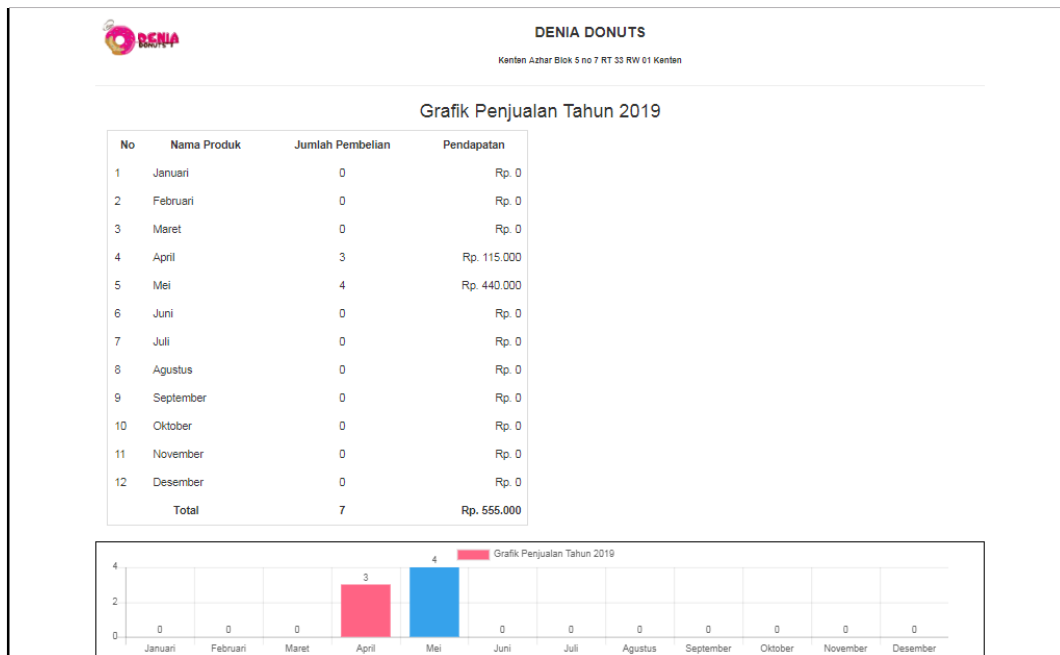 DENIA
DONUTS
DENIA DONUTS
Kenten Azhar Blok 5 no 7 RT 33 RW 01 Kenten
Grafik Penjualan Tahun 2019
No Nama Produk Jumlah Pembelian Pendapatan
1 Januari 0 Rp. 0
2 Februari 0 Rp. 0
3 Maret 0 Rp. 0
4 April 3 Rp. 115.000
5 Mei 4 Rp. 440.000
6 Juni 0 Rp. 0
7 Juli 0 Rp. 0
8 Agustus 0 Rp. 0
9 September 0 Rp. 0
10 Oktober 0 Rp. 0
11 November 0 Rp. 0
12 Desember 0 Rp. 0
Total 7 Rp. 555.000
Grafik Penjualan Tahun 2019
4 4
3
2
0 0 0 0 0 0 0 0 0 0 0
Januari Februari Maret April Mei Juni Juli Agustus September Oktober November Desember